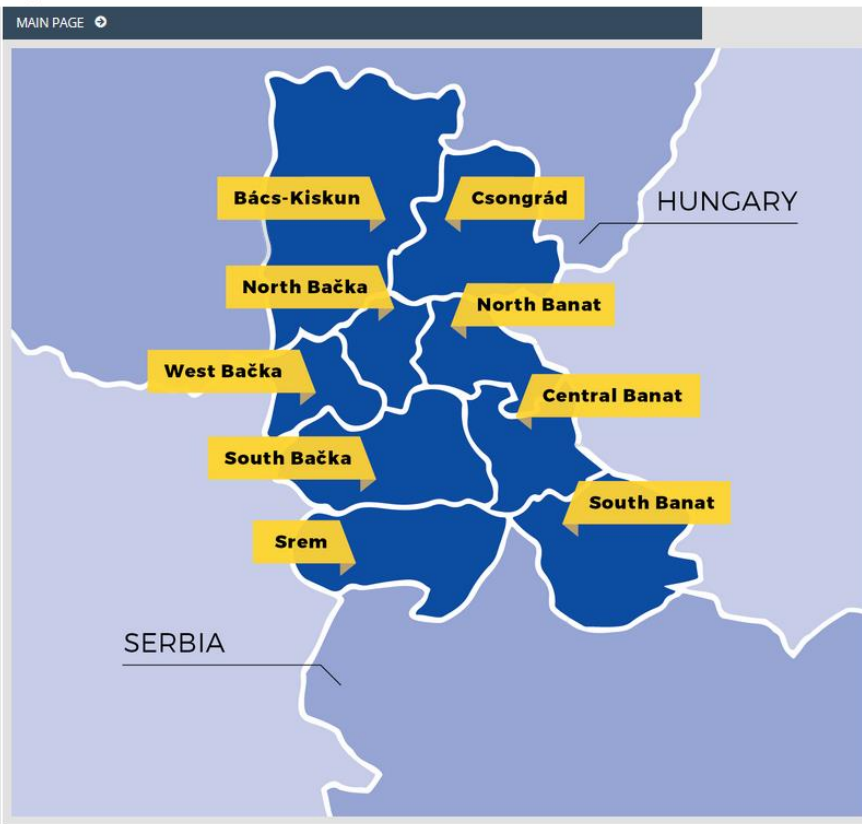 MAIN PAGE
Bács-Kiskun
Csongrád
HUNGARY
North Bačka
North Banat
West Bačka
Central Banat
South Bačka
South Banat
Srem
SERBIA